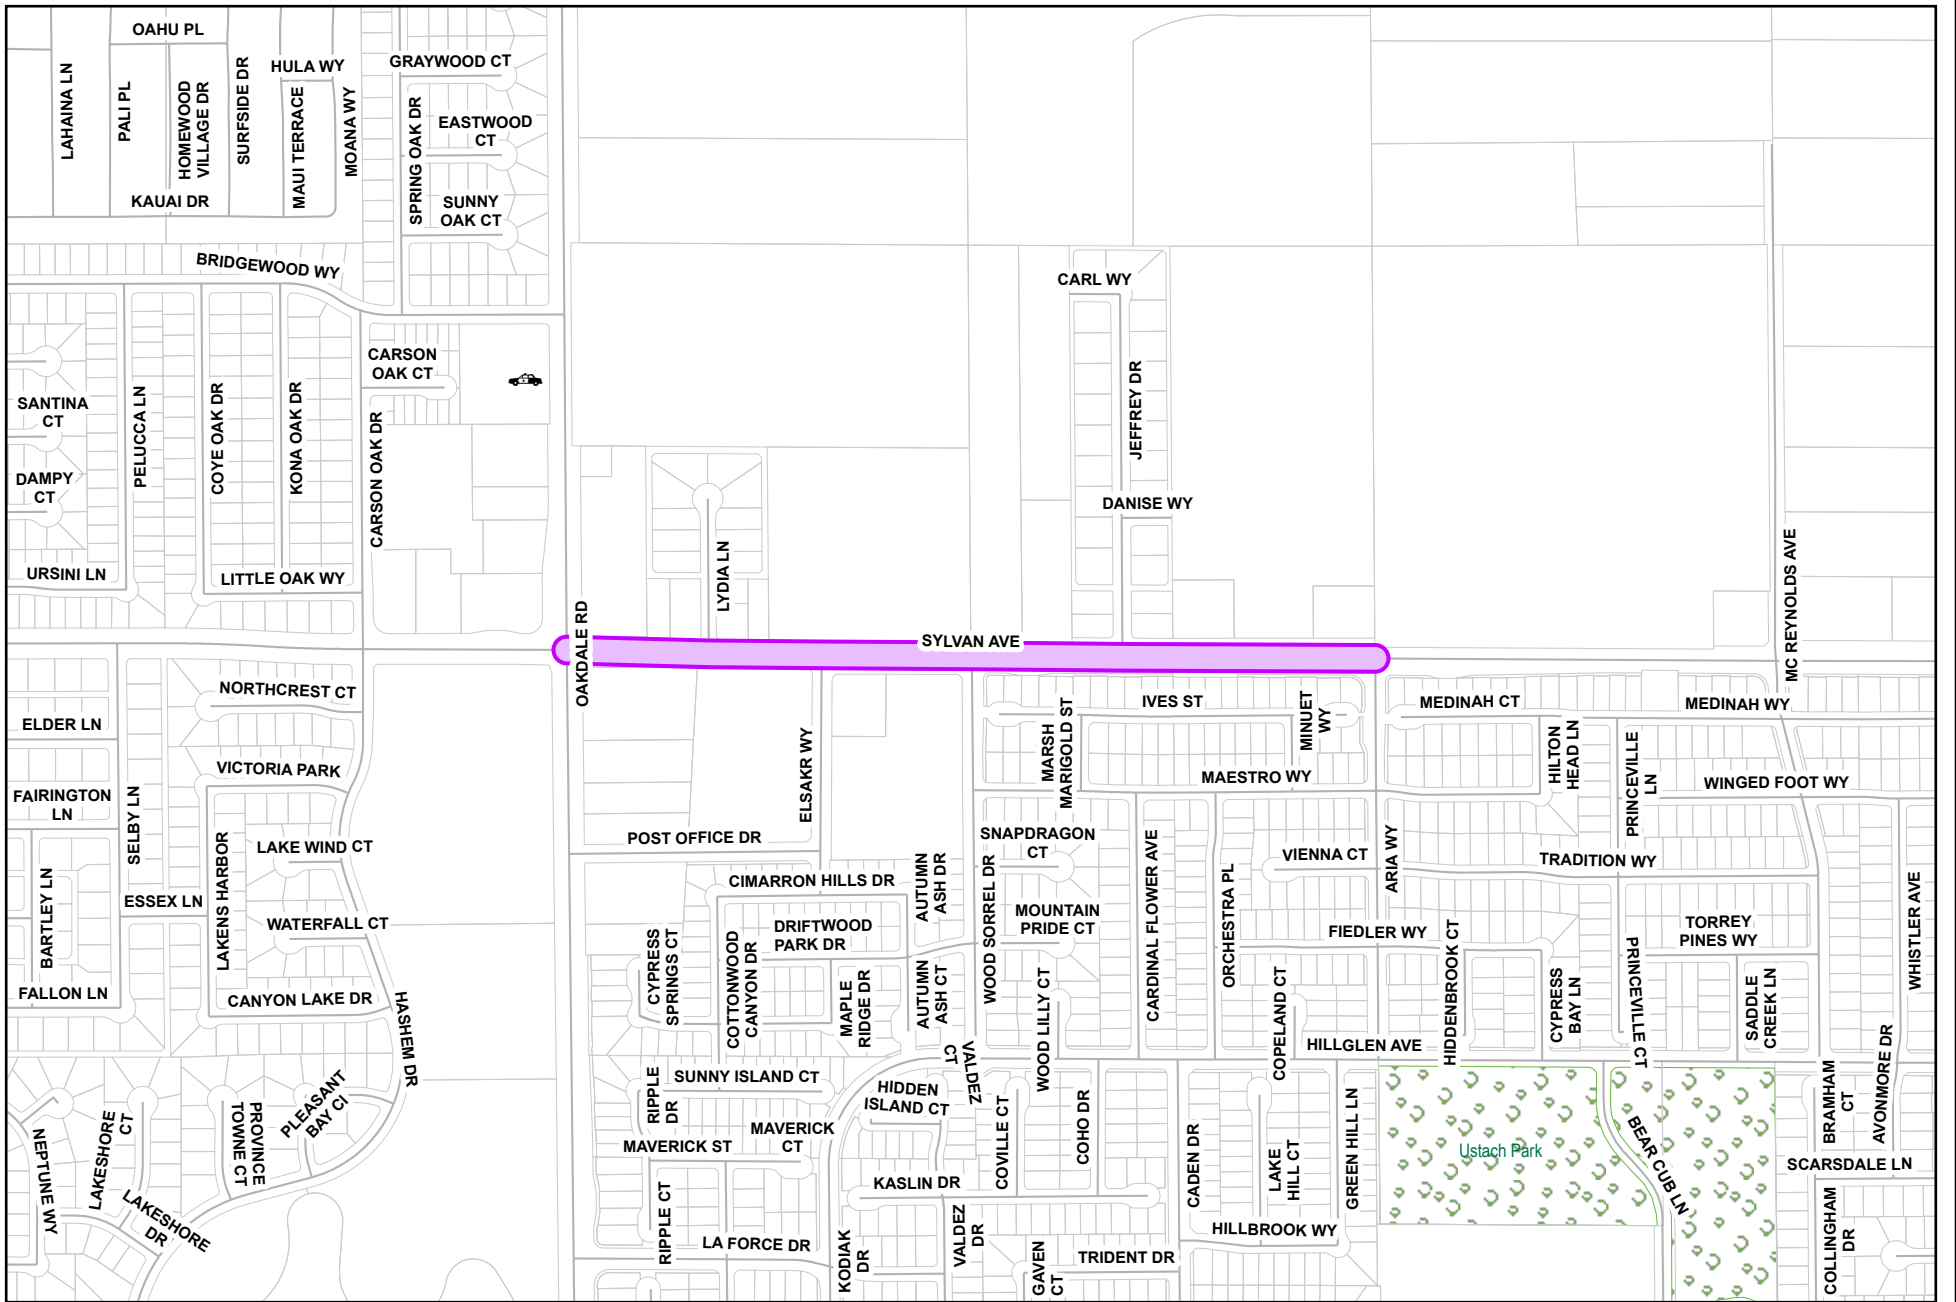 OAHU PL
LAHAINA LN
PALI PL
HOMEWOOD
VILLAGE DR
SURFSIDE DR
HULA WY
MAUI TERRACE
MOANA WY
KAUAI DR
GRAYWOOD CT
SPRING OAK DR
EASTWOOD
CT
SUNNY
OAK CT
BRIDGEWOOD WY
CARL WY
CARSON
OAK CT
SANTINA
CT
DAMPY
CT
PELUCCA LN
COYE OAK DR
KONA OAK DR
CARSON OAK DR
JEFFREY DR
DANISE WY
URSINI LN
LITTLE OAK WY
LYDIA LN
OAKDALE RD
SYLVAN AVE
MC REYNOLDS AVE
NORTHCREST CT
ELDER LN
VICTORIA PARK
FAIRINGTON
LN
SELBY LN
LAKENS HARBOR
LAKE WIND CT
BARTLEY LN
ESSEX LN
WATERFALL CT
FALLON LN
CANYON LAKE DR
HASHEM DR
ELSAKR WY
POST OFFICE DR
IVES ST
MARSH
MARIGOLD ST
MINUET
WY
MAESTRO WY
MEDINAH CT
MEDINAH WY
HILTON
HEAD LN
PRINCEVILLE
LN
WINGED FOOT WY
SNAPDRAGON
CT
CIMARRON HILLS DR
AUTUMN
ASH DR
WOOD SORREL DR
CARDINAL FLOWER AVE
ORCHESTRA PL
VIENNA CT
ARIA WY
TRADITION WY
WHISTLER AVE
MOUNTAIN
PRIDE CT
DRIFTWOOD
PARK DR
CYPRESS
SPRINGS CT
COTTONWOOD
CANYON DR
MAPLE
RIDGE DR
AUTUMN
ASH CT
WOOD LILLY CT
FIEDLER WY
HIDDENBROOK CT
COPELAND CT
CYPRESS
BAY LN
PRINCEVILLE CT
TORREY
PINES WY
SADDLE
CREEK LN
HILLGLEN AVE
AVONMORE DR
BRAMHAM
CT
NEPTUNE WY
LAKESHORE
CT
PROVINCE
TOWNE CT
PLEASANT
BAY CI
LAKESHORE
DR
RIPPLE
DR
SUNNY ISLAND CT
MAVERICK ST
MAVERICK
CT
HIDDEN
ISLAND CT
VALDEZ
CT
COVILLE CT
COHO DR
KASLIN DR
CADEN DR
LAKE
HILL CT
GREEN HILL LN
Ustach Park
BEAR CUB LN
SCARSDALE LN
RIPPLE CT
LA FORCE DR
KODIAK
DR
VALDEZ
DR
GAVEN
CT
TRIDENT DR
HILLBROOK WY
COLLINGHAM
DR